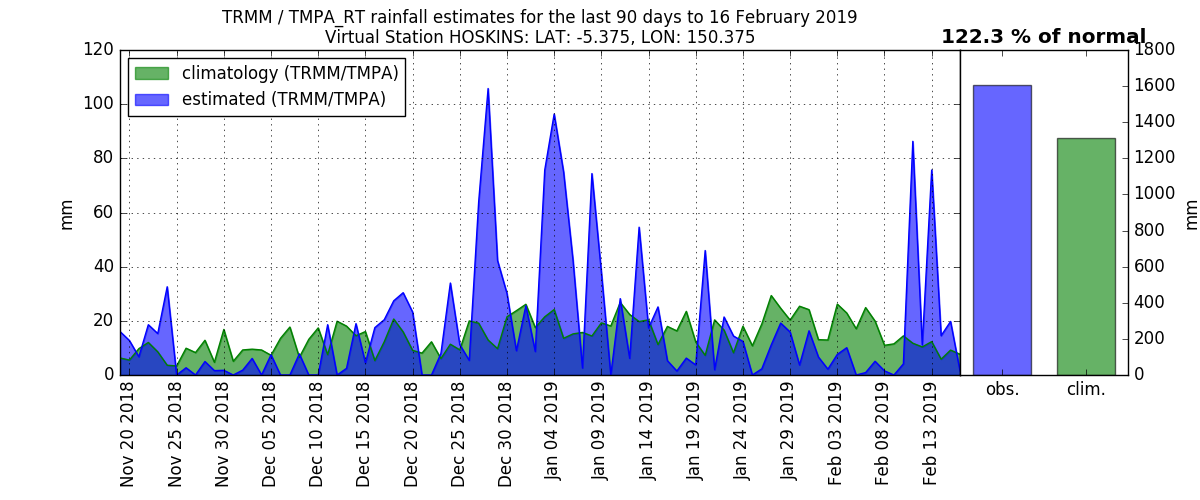 TRMM / TMPA_RT rainfall estimates for the last 90 days to 16 February 2019
Virtual Station HOSKINS: LAT: -5.375, LON: 150.375
122.3 % of normal
climatology (TRMM/TMPA)
estimated (TRMM/TMPA)
120
100
80
60
40
20
0
mm
1800
1600
1400
1200
1000
800
600
400
200
0
mm
obs.
clim.
Nov 20 2018
Nov 25 2018
Nov 30 2018
Dec 05 2018
Dec 10 2018
Dec 15 2018
Dec 20 2018
Dec 25 2018
Dec 30 2018
Jan 04 2019
Jan 09 2019
Jan 14 2019
Jan 19 2019
Jan 24 2019
Jan 29 2019
Feb 03 2019
Feb 08 2019
Feb 13 2019